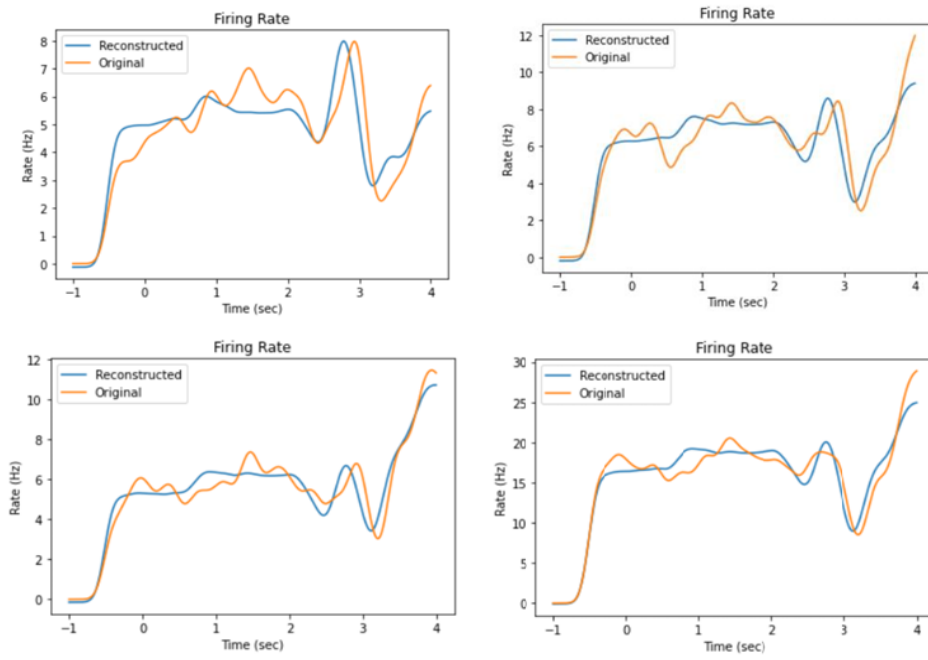 Firing Rate
Reconstructed
Original
Rate (Hz)
8
7
6
5
4
3
2
1
0
−1 0 1 2 3 4
Time (sec)
Firing Rate
Reconstructed
Original
Rate (Hz)
12
10
8
6
4
2
0
−1 0 1 2 3 4
Time (sec)
Firing Rate
Reconstructed
Original
Rate (Hz)
12
10
8
6
4
2
0
−1 0 1 2 3 4
Time (sec)
Firing Rate
Reconstructed
Original
Rate (Hz)
30
25
20
15
10
5
0
−1 0 1 2 3 4
Time (sec)